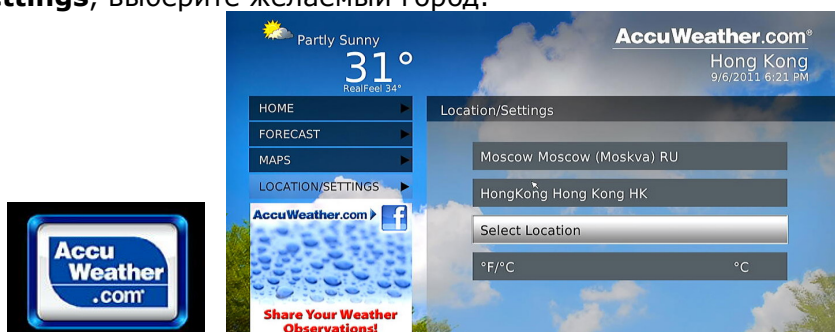 ettings, выберите желаемый город.
Partly Sunny
31°
RealFeel 34°
AccuWeather.com®
Hong Kong
9/6/2011 6:21 PM
HOME
FORECAST
MAPS
LOCATION/SETTINGS
Location/Settings
Moscow Moscow (Moskva) RU
HongKong Hong Kong HK
Select Location
°F/°C °C
AccuWeather.com
f
Share Your Weather
Observations!
Accu
Weather
.com